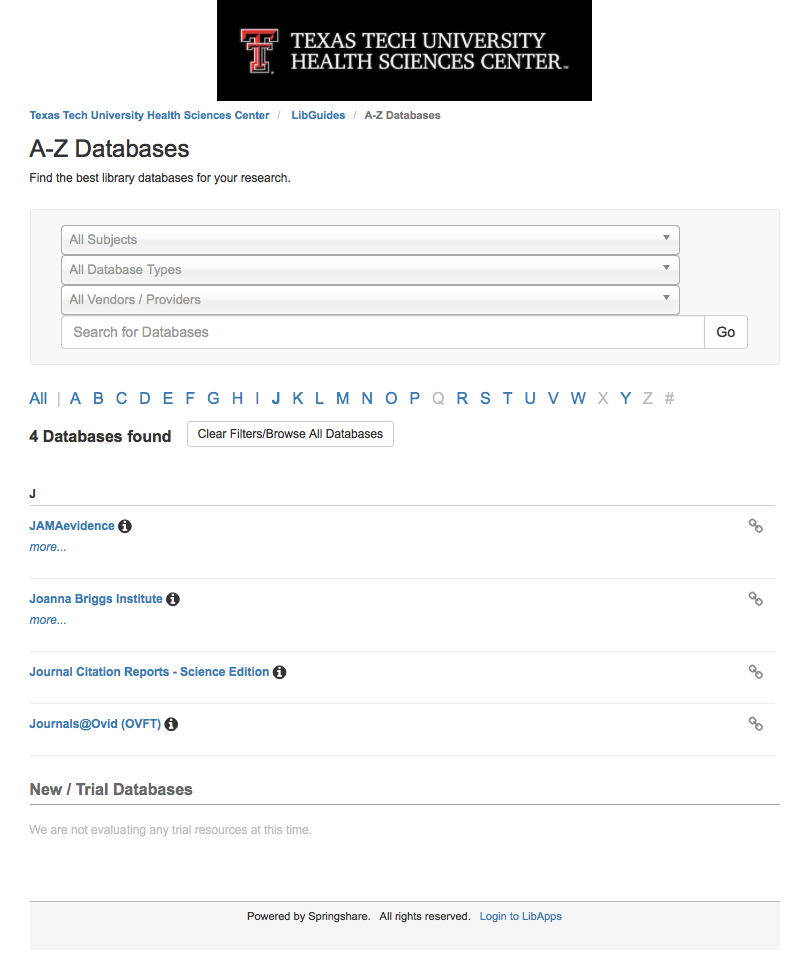 TEXAS TECH UNIVERSITY
HEALTH SCIENCES CENTER™
Texas Tech University Health Sciences Center / LibGuides / A-Z Databases
A-Z Databases
Find the best library databases for your research.
All Subjects
All Database Types
All Vendors / Providers
Search for Databases Go
All | A B C D E F G H I J K L M N O P Q R S T U V W X Y Z #
4 Databases found Clear Filters/Browse All Databases
J
JAMAevidence
more...
Joanna Briggs Institute
more...
Journal Citation Reports - Science Edition
Journals@Ovid (OVFT)
New / Trial Databases
We are not evaluating any trial resources at this time.
Powered by Springshare. All rights reserved. Login to LibApps